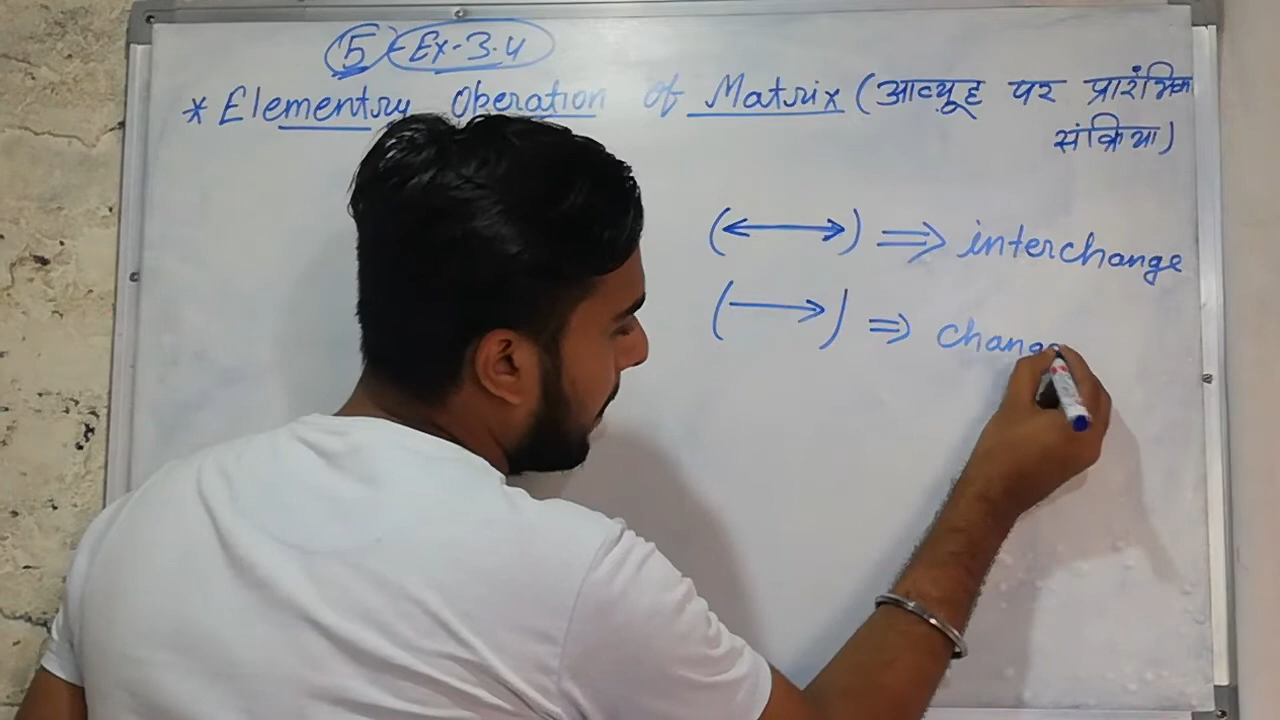 5 Ex-3.4
* Elementry Operation of Matrix (आव्यूह पर प्रारंभिक
संक्रिया)
(↔) ⇒ interchange
(→) ⇒ change